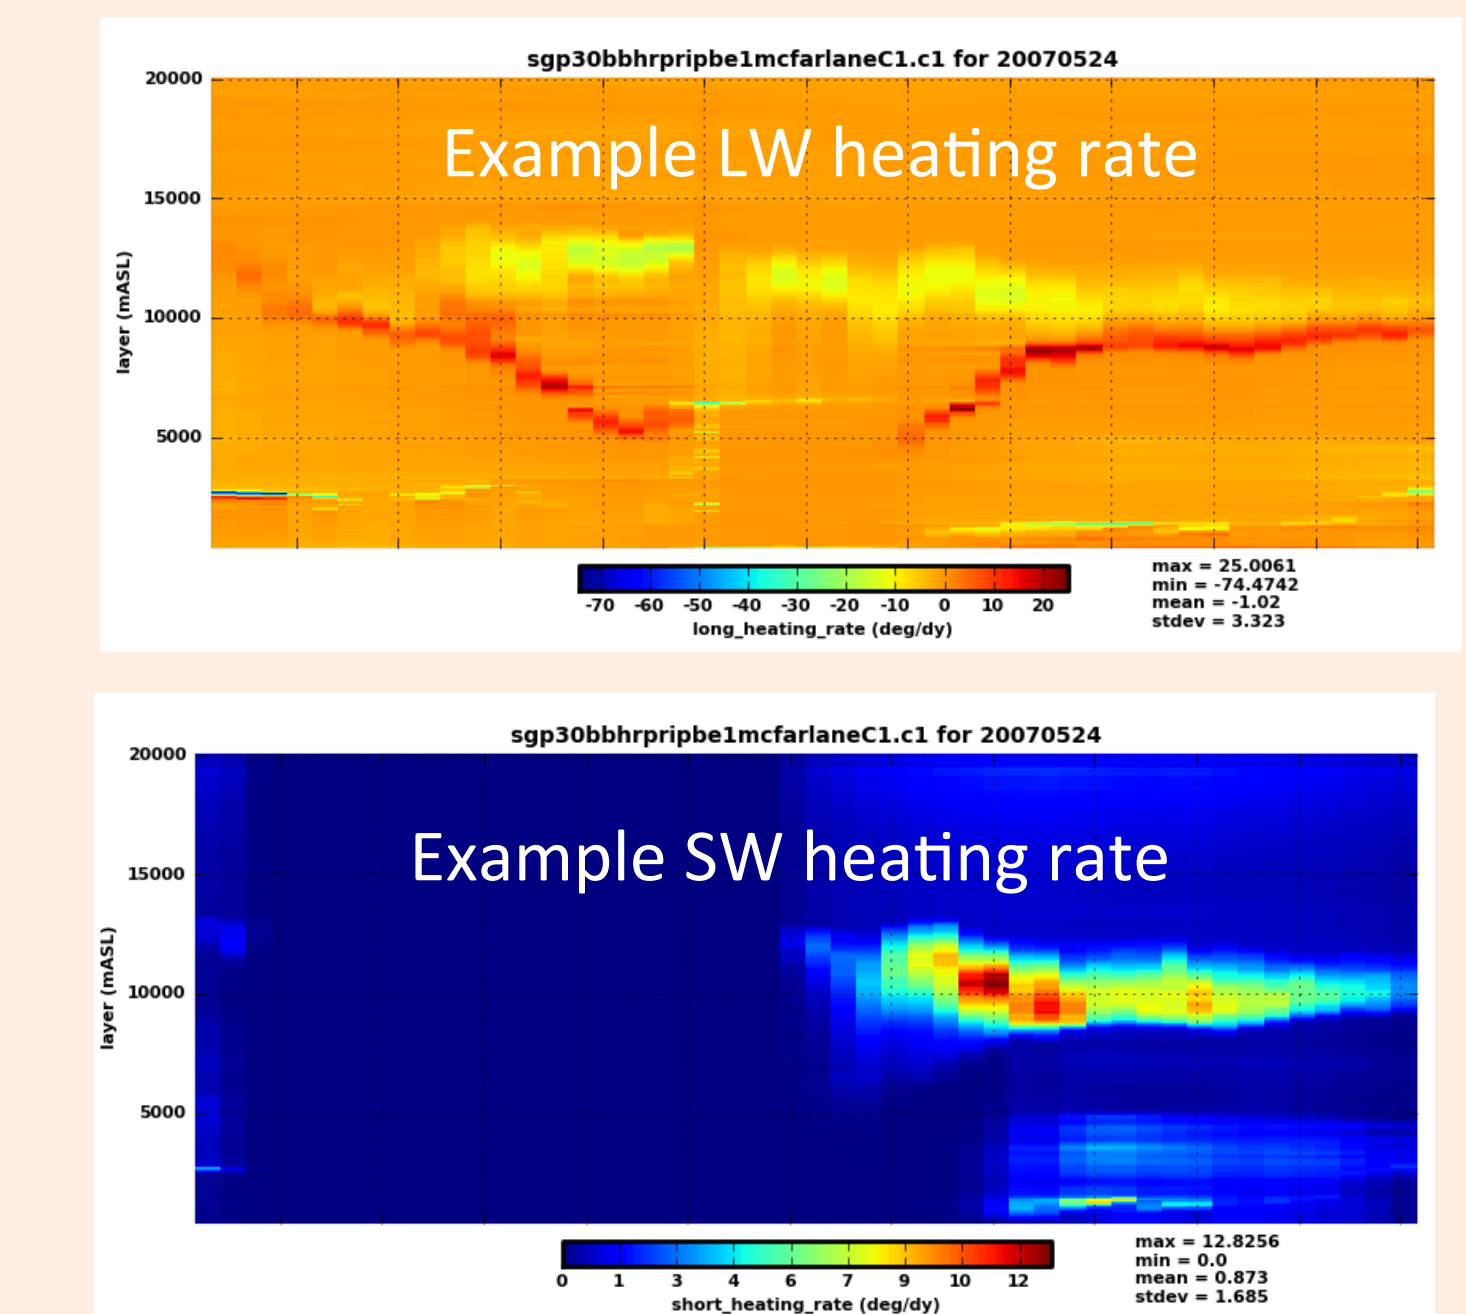 sgp30bbhrpripbe1mcfarlaneC1.c1 for 20070524
Example LW heating rate
20000
15000
10000
5000
layer (mASL)
-70 -60 -50 -40 -30 -20 -10 0 10 20
long_heating_rate (deg/dy)
max = 25.0061
min = -74.4742
mean = -1.02
stdev = 3.323
sgp30bbhrpripbe1mcfarlaneC1.c1 for 20070524
Example SW heating rate
20000
15000
10000
5000
layer (mASL)
0 1 3 4 6 7 9 10 12
short_heating_rate (deg/dy)
max = 12.8256
min = 0.0
mean = 0.873
stdev = 1.685